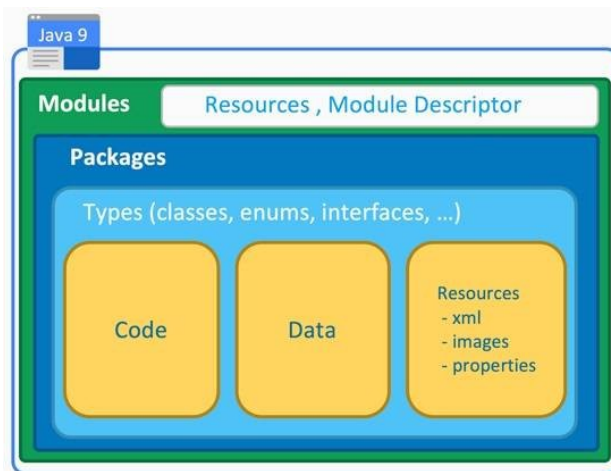 Java 9
Modules
Resources , Module Descriptor
Packages
Types (classes, enums, interfaces, ...)
Code
Data
Resources
- xml
- images
- properties